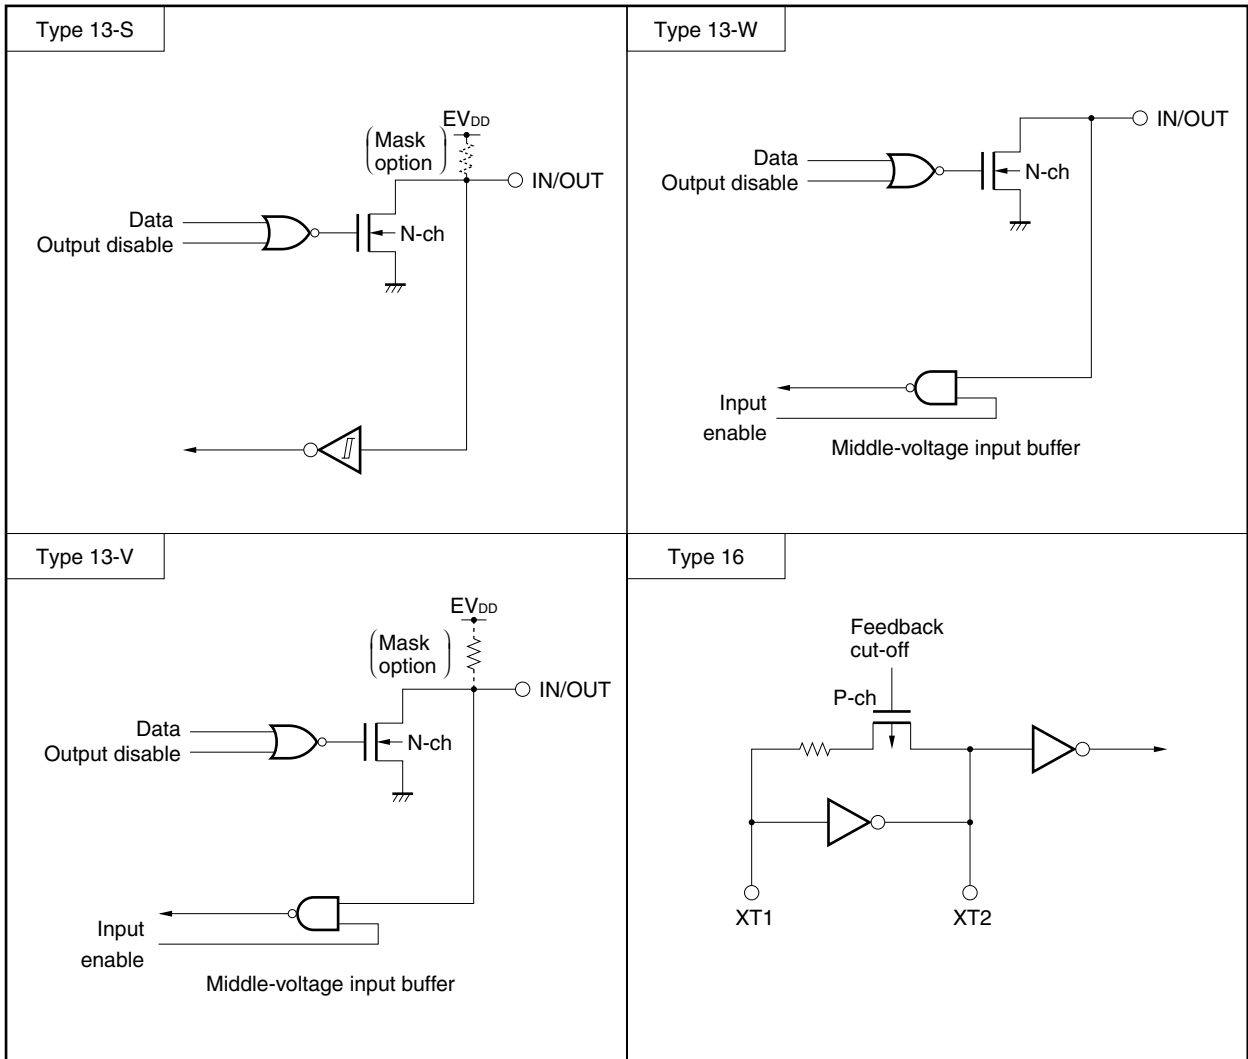 Type 13-S
EVDD
(Mask option)
IN/OUT
Data
Output disable
N-ch
Type 13-W
IN/OUT
Data
Output disable
N-ch
Input
enable
Middle-voltage input buffer
Type 13-V
EVDD
(Mask option)
IN/OUT
Data
Output disable
N-ch
Input
enable
Middle-voltage input buffer
Type 16
Feedback
cut-off
P-ch
XT1
XT2